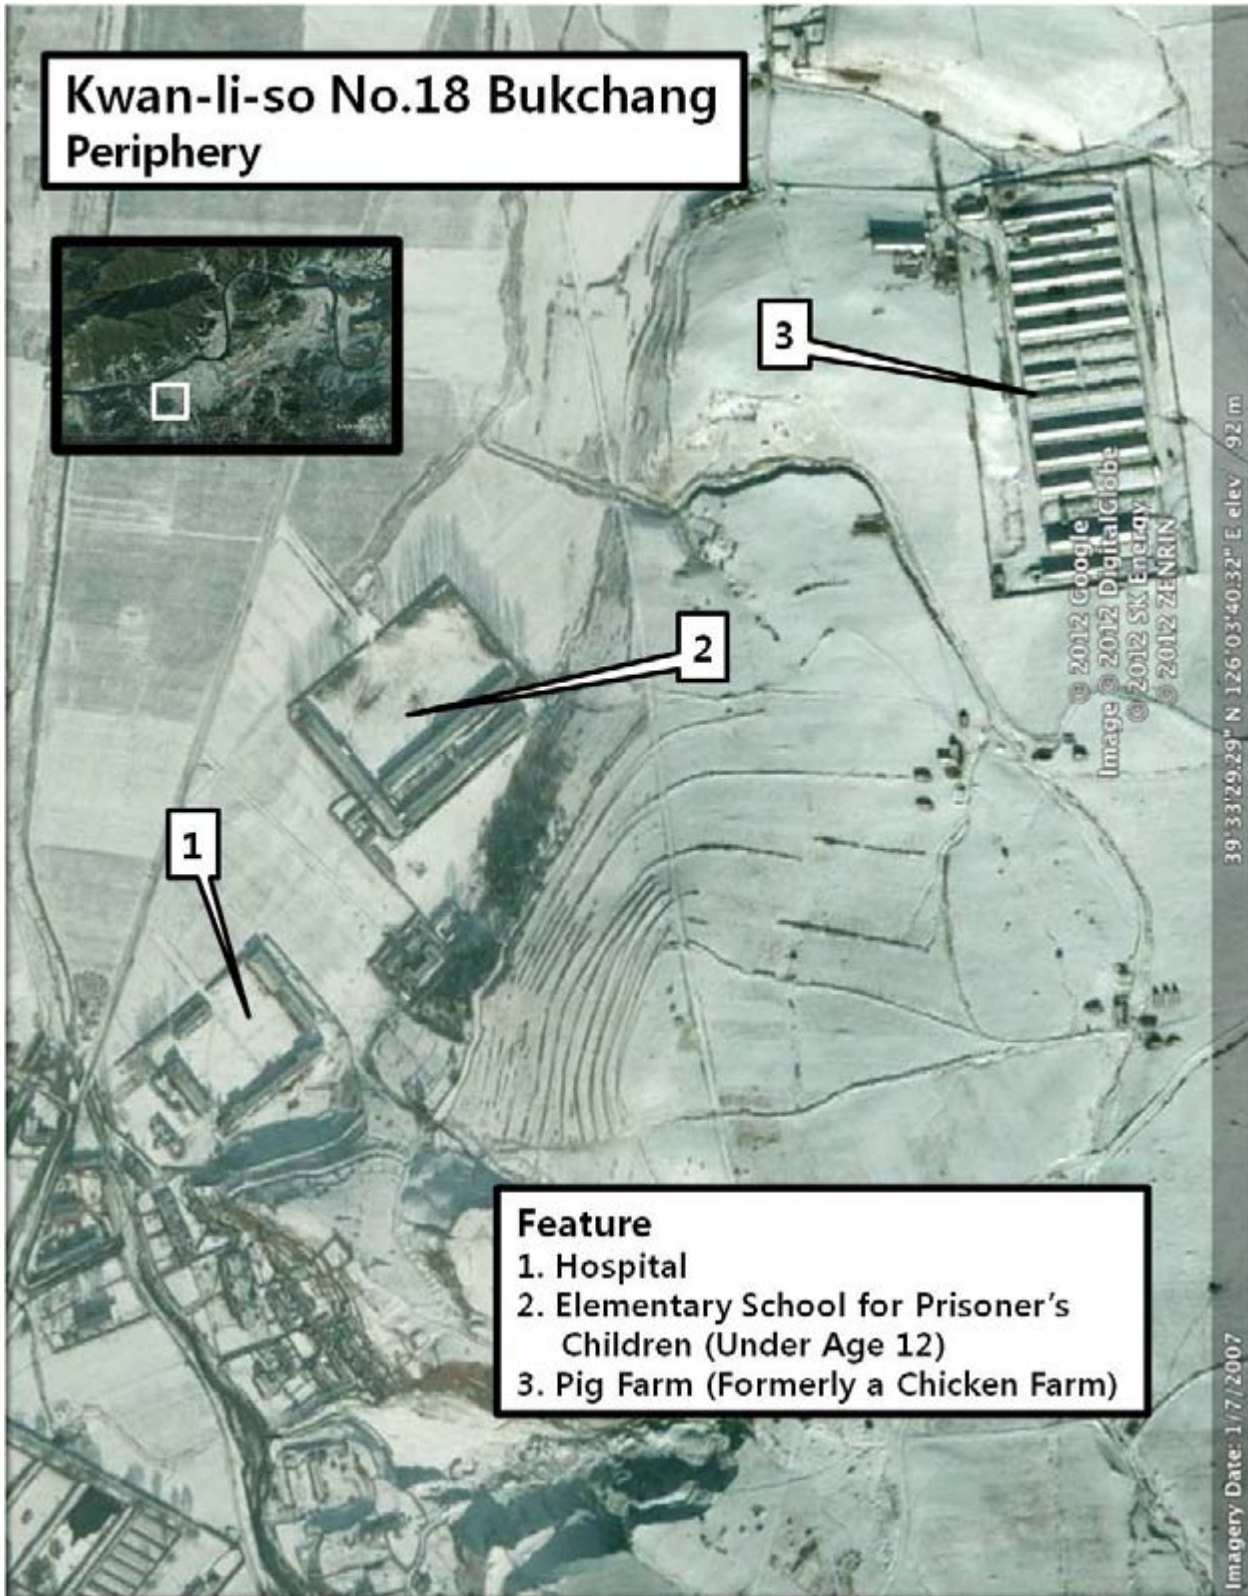 Kwan-li-so No.18 Bukchang
Periphery
3
2
1
© 2012 Google
Image © 2012 DigitalGlobe
© 2012 SK Energy
© 2012 ZENRIN
39°33'29.29" N 126°03'40.32" E elev 92 m
Feature
1. Hospital
2. Elementary School for Prisoner's
Children (Under Age 12)
3. Pig Farm (Formerly a Chicken Farm)
Imagery Date: 1/7/2007